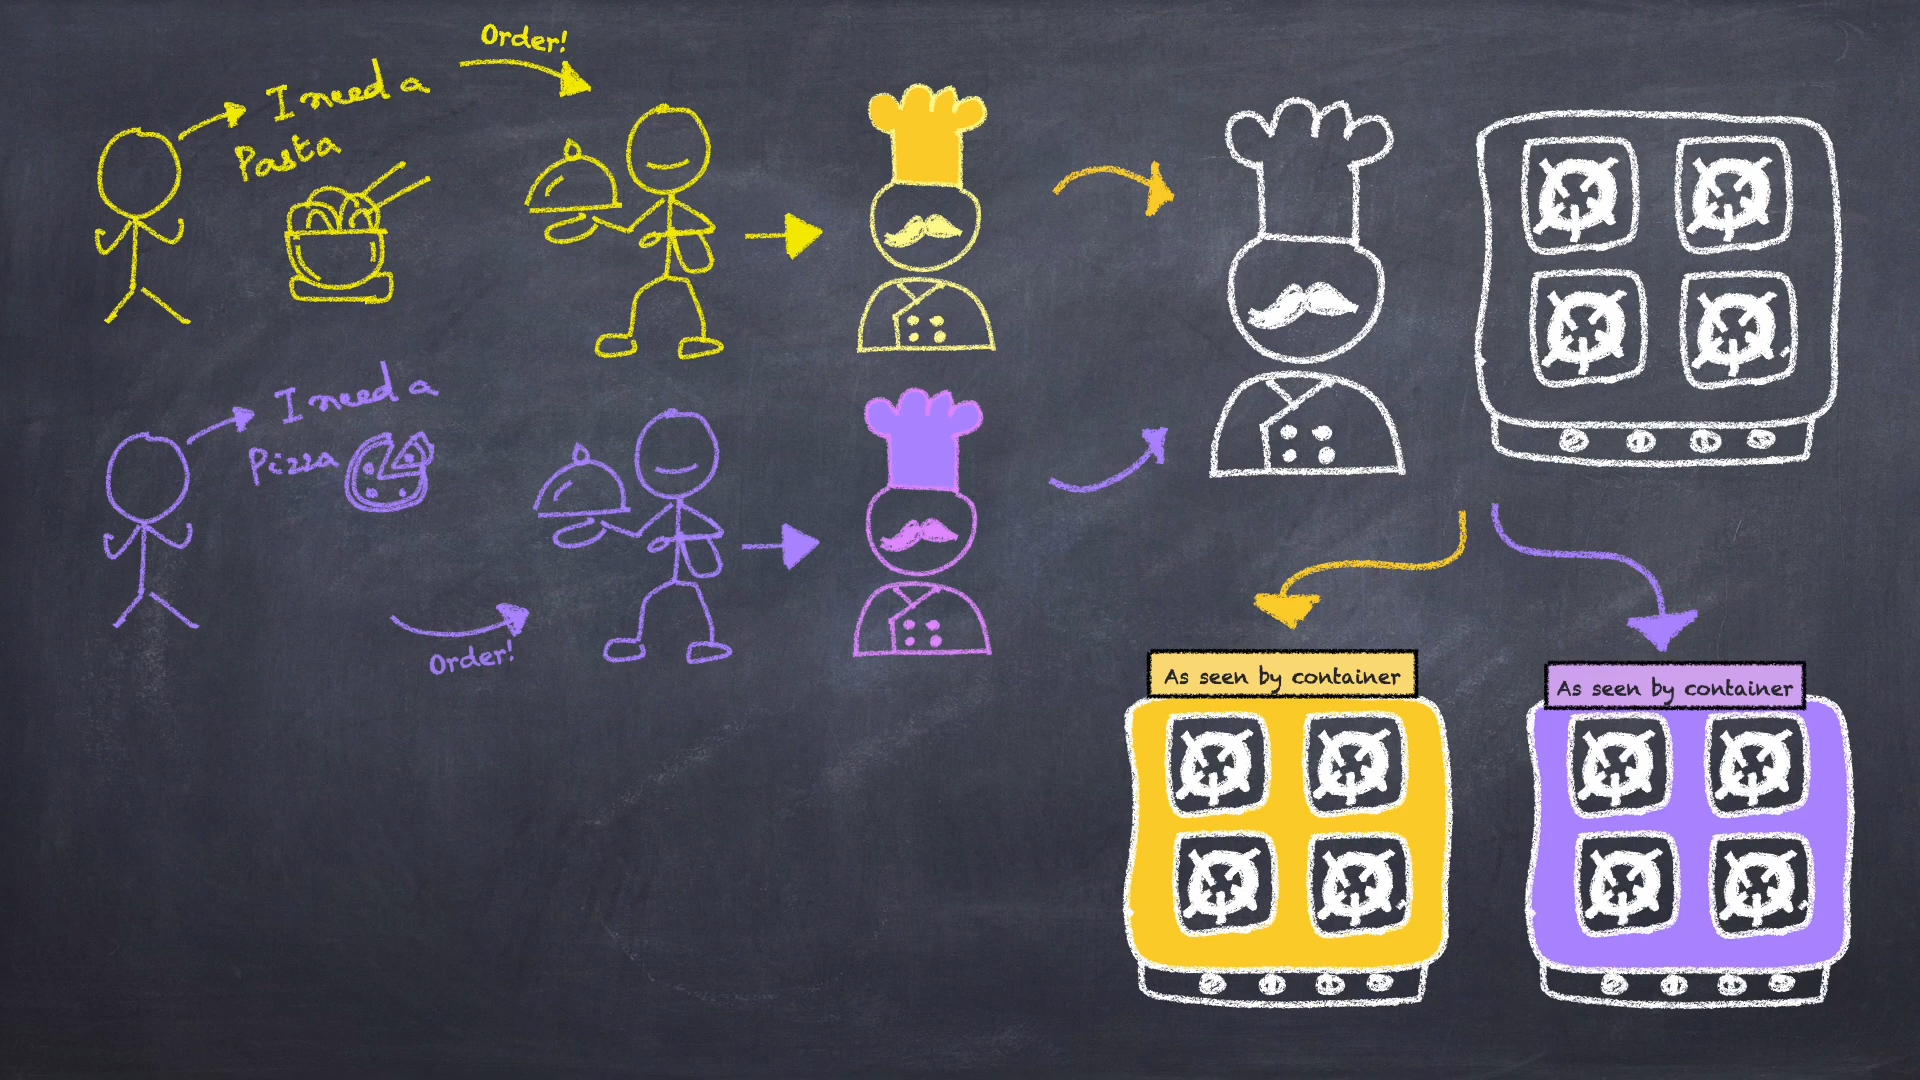 Order!
I need a
Pasta
I need a
Pizza
Order!
As seen by container
As seen by container